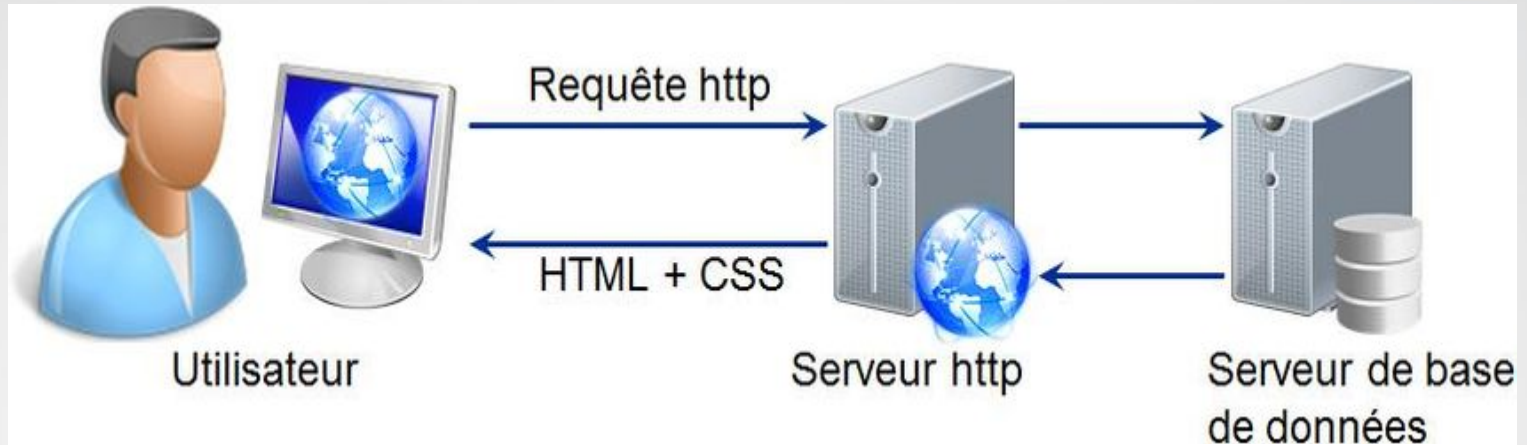 Requête http
HTML + CSS
Utilisateur
Serveur http
Serveur de base
de données